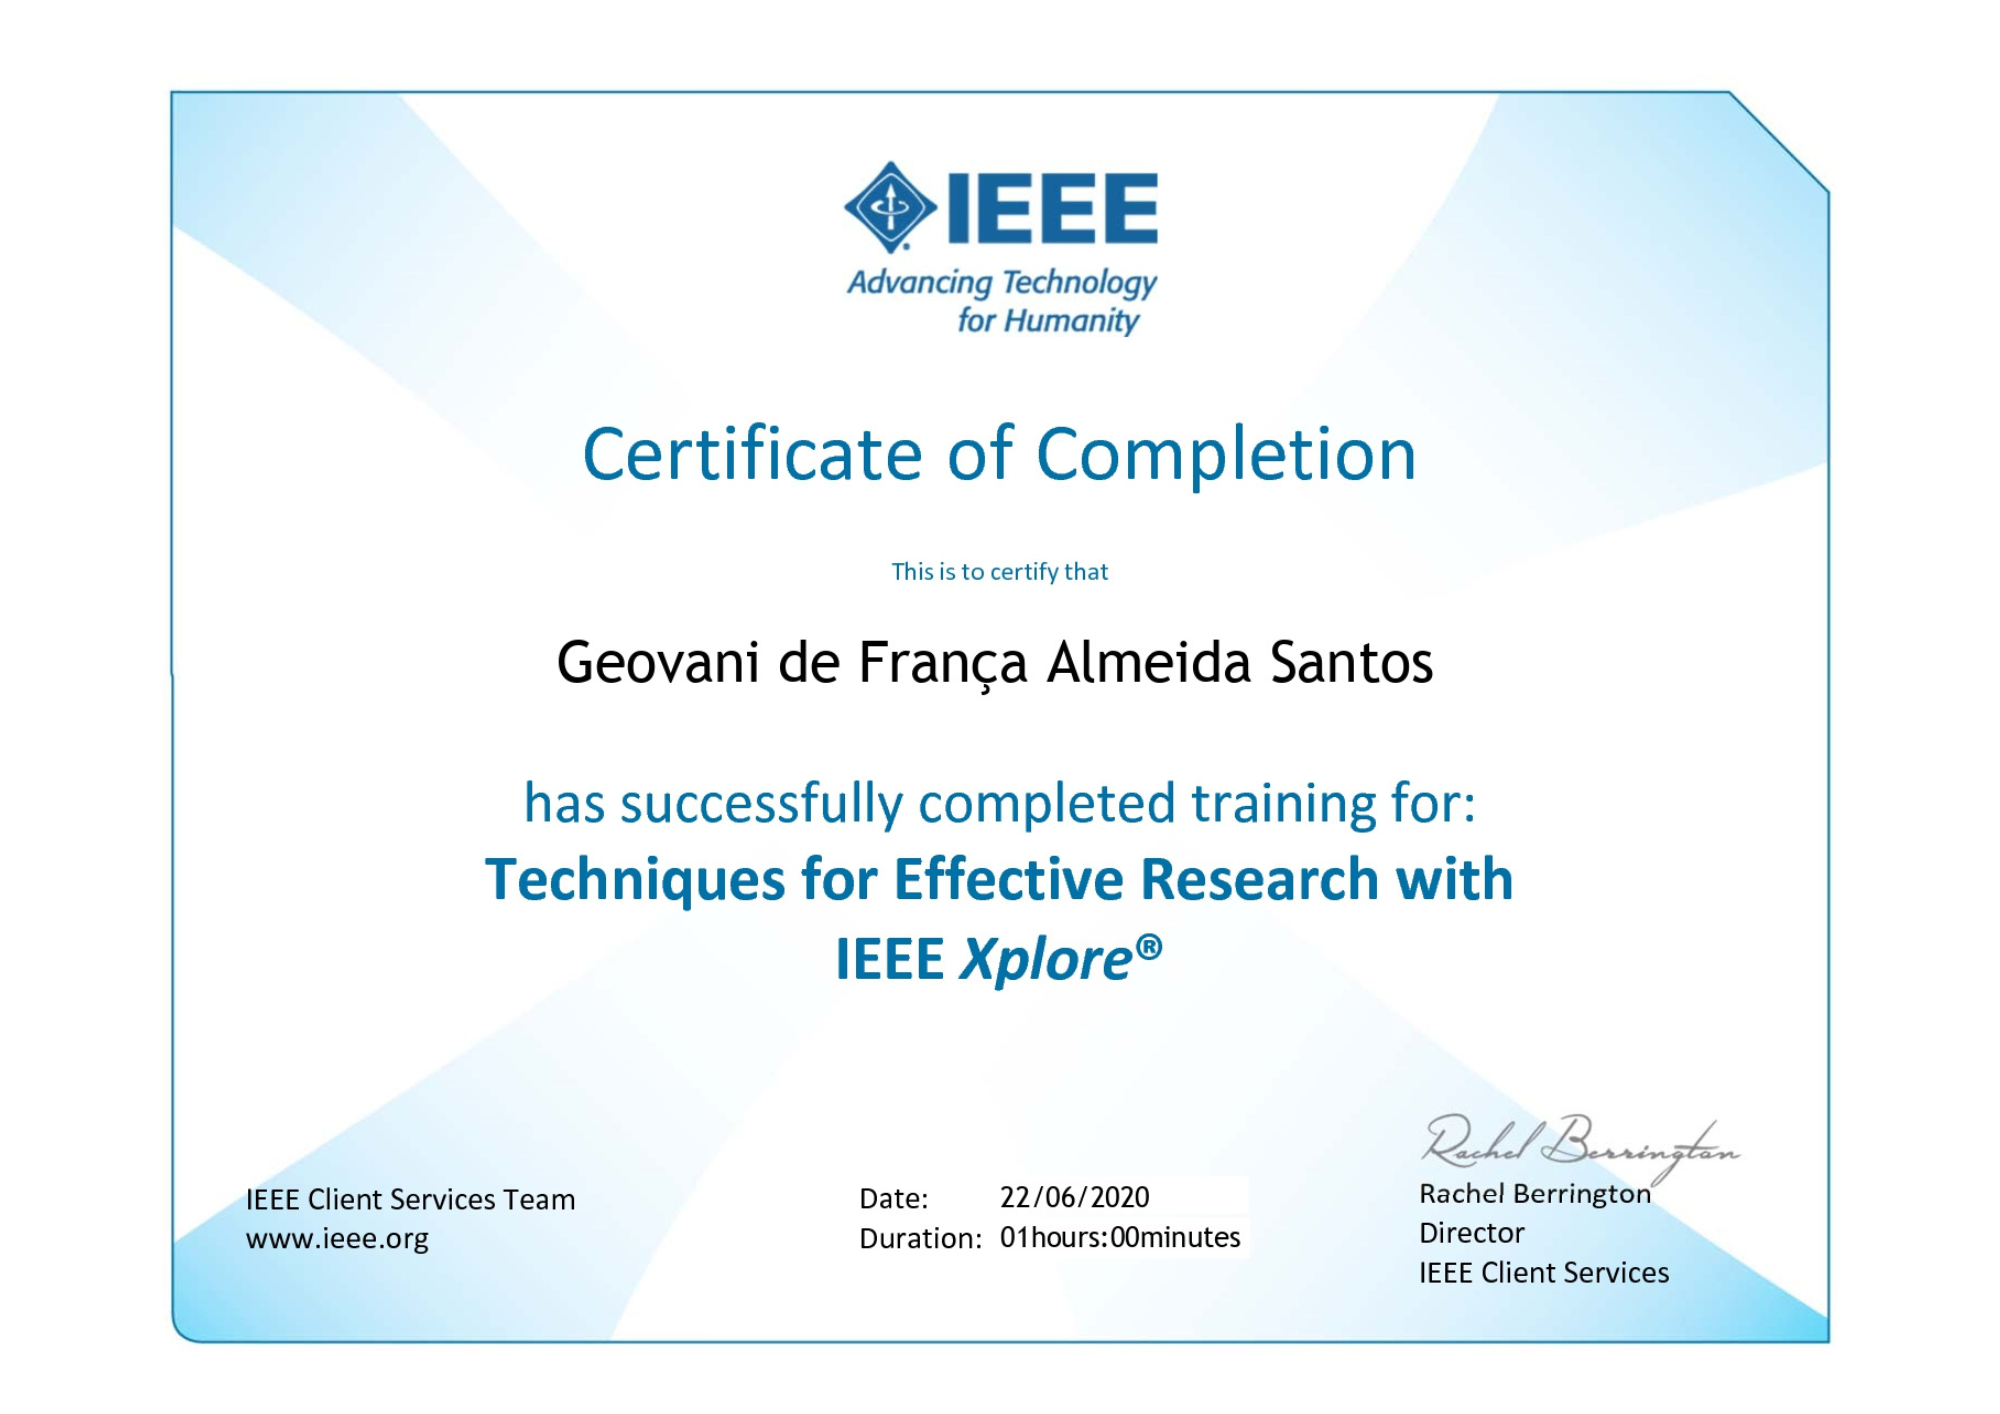 IEEE
Advancing Technology
for Humanity
Certificate of Completion
This is to certify that
Geovani de França Almeida Santos
has successfully completed training for:
Techniques for Effective Research with
IEEE Xplore®
IEEE Client Services Team
www.ieee.org
Date: 22/06/2020
Duration: 01hours:00minutes
Rachel Berrington
Rachel Berrington
Director
IEEE Client Services